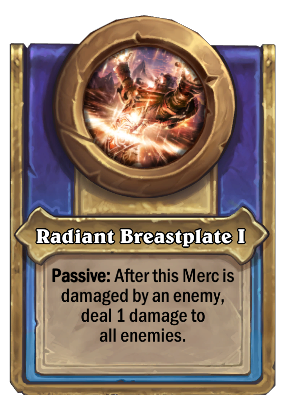 Radiant Breastplate I
Passive: After this Merc is
damaged by an enemy,
deal 1 damage to
all enemies.